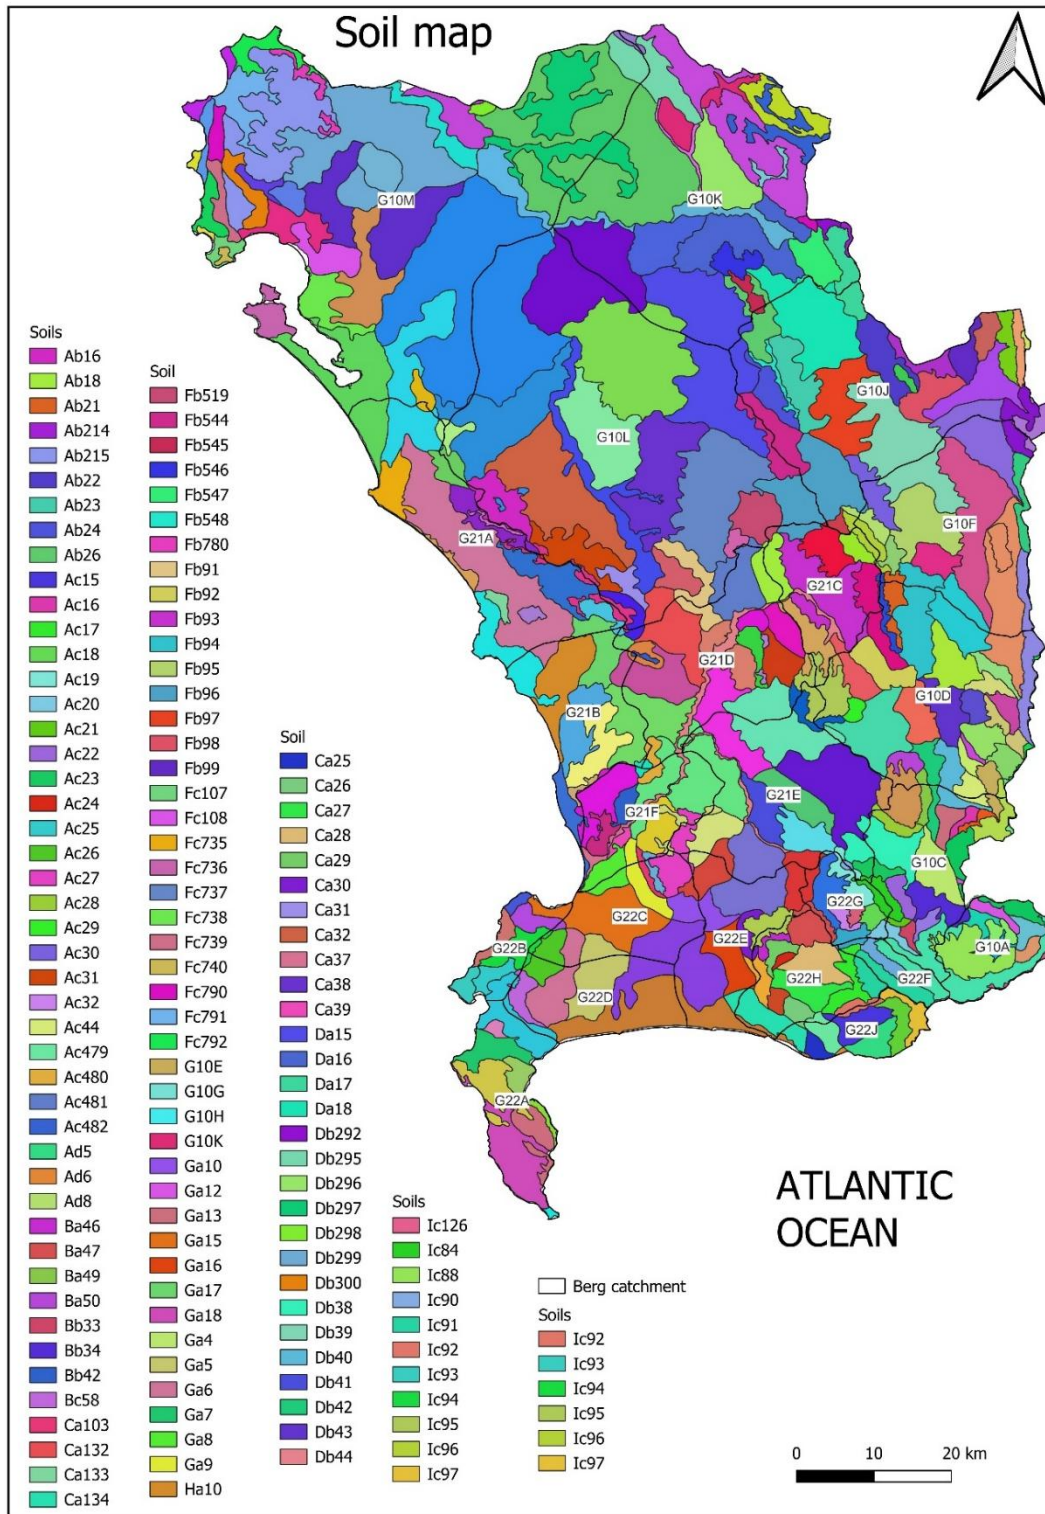 Soil map
G10M
G10K
G10J
G10L
G10F
G21A
G21C
G21D
G10D
G21B
G21E
G21F
G10C
G22G
G22C
G22E
G22B
G10A
G22H
G22F
G22D
G22J
G22A
ATLANTIC
OCEAN
Soils
Ab16
Ab18
Ab21
Ab214
Ab215
Ab22
Ab23
Ab24
Ab26
Ac15
Ac16
Ac17
Ac18
Ac19
Ac20
Ac21
Ac22
Ac23
Ac24
Ac25
Ac26
Ac27
Ac28
Ac29
Ac30
Ac31
Ac32
Ac44
Ac479
Ac480
Ac481
Ac482
Ad5
Ad6
Ad8
Ba46
Ba47
Ba49
Ba50
Bb33
Bb34
Bb42
Bc58
Ca103
Ca132
Ca133
Ca134
Soil
Fb519
Fb544
Fb545
Fb546
Fb547
Fb548
Fb780
Fb91
Fb92
Fb93
Fb94
Fb95
Fb96
Fb97
Fb98
Fb99
Fc107
Fc108
Fc735
Fc736
Fc737
Fc738
Fc739
Fc740
Fc790
Fc791
Fc792
G10E
G10G
G10H
G10K
Ga10
Ga12
Ga13
Ga15
Ga16
Ga17
Ga18
Ga4
Ga5
Ga6
Ga7
Ga8
Ga9
Ha10
Soil
Ca25
Ca26
Ca27
Ca28
Ca29
Ca30
Ca31
Ca32
Ca37
Ca38
Ca39
Da15
Da16
Da17
Da18
Db292
Db295
Db296
Db297
Db298
Db299
Db300
Db38
Db39
Db40
Db41
Db42
Db43
Db44
Soils
Ic126
Ic84
Ic88
Ic90
Ic91
Ic92
Ic93
Ic94
Ic95
Ic96
Ic97
Berg catchment
Soils
Ic92
Ic93
Ic94
Ic95
Ic96
Ic97
0 10 20 km